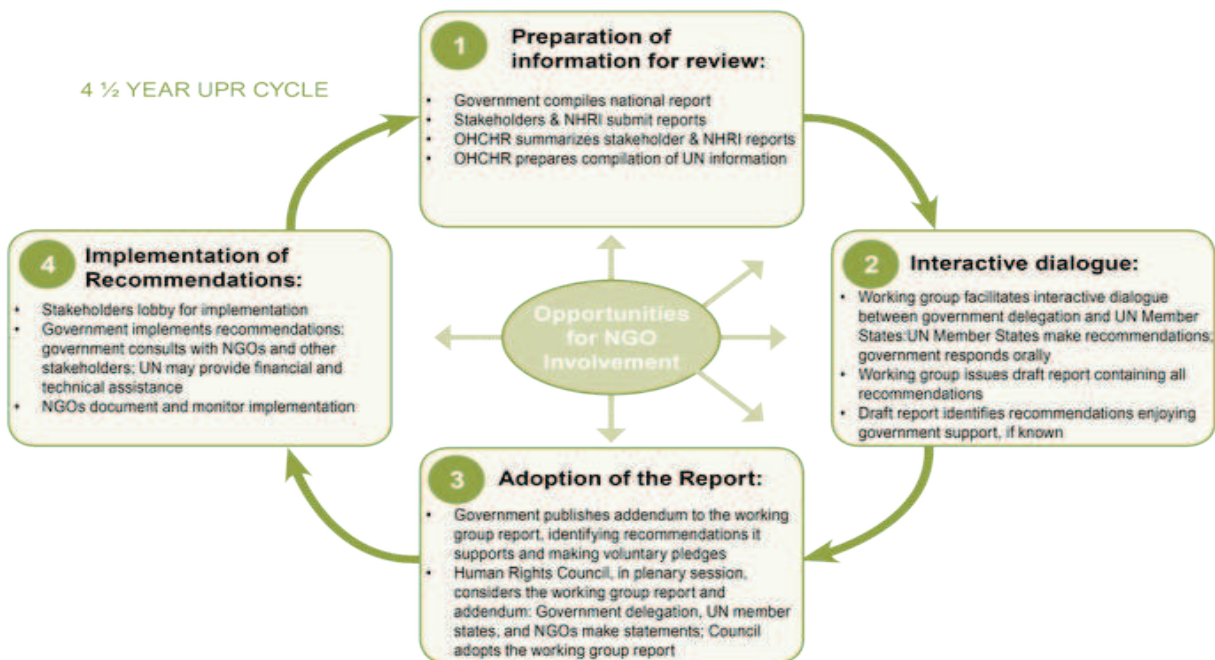 4 ½ YEAR UPR CYCLE
1
Preparation of
information for review:
• Government compiles national report
• Stakeholders & NHRI submit reports
• OHCHR summarizes stakeholder & NHRI reports
• OHCHR prepares compilation of UN information
2
Interactive dialogue:
• Working group facilitates interactive dialogue
between government delegation and UN Member
States:UN Member States make recommendations;
government responds orally
• Working group issues draft report containing all
recommendations
• Draft report identifies recommendations enjoying
government support, if known
3
Adoption of the Report:
• Government publishes addendum to the working
group report, identifying recommendations it
supports and making voluntary pledges
• Human Rights Council, in plenary session,
considers the working group report and
addendum: Government delegation, UN member
states, and NGOs make statements; Council
adopts the working group report
4
Implementation of
Recommendations:
• Stakeholders lobby for implementation
• Government implements recommendations:
government consults with NGOs and other
stakeholders; UN may provide financial and
technical assistance
• NGOs document and monitor implementation
Opportunities
for NGO
Involvement